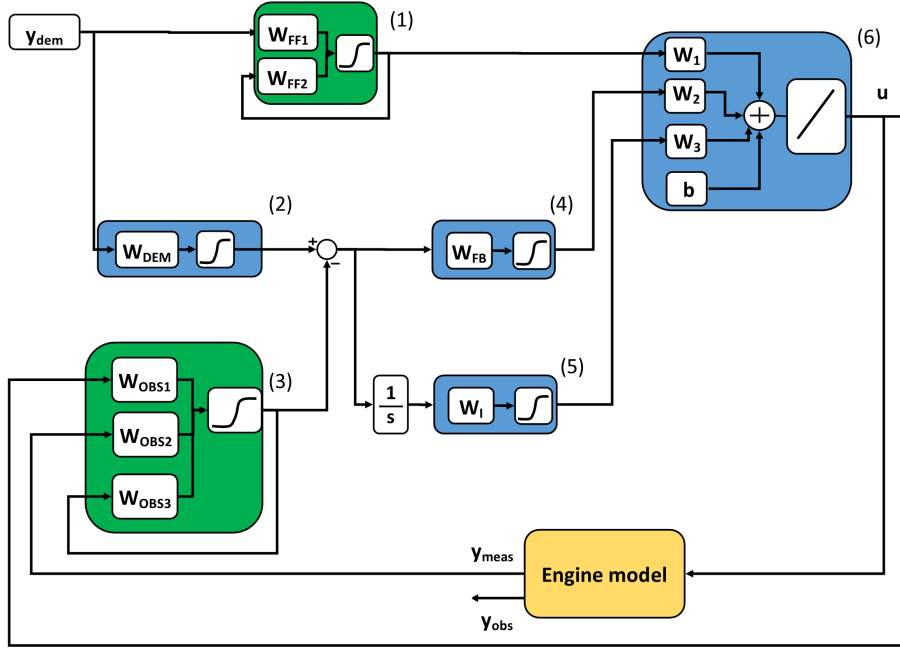 y_dem
(1)
W_FF1
W_FF2
(6)
W_1
W_2
W_3
b
+
u
(2)
W_DEM
+
−
(4)
W_FB
(3)
W_OBS1
W_OBS2
W_OBS3
1
s
(5)
W_I
y_meas
Engine model
y_obs